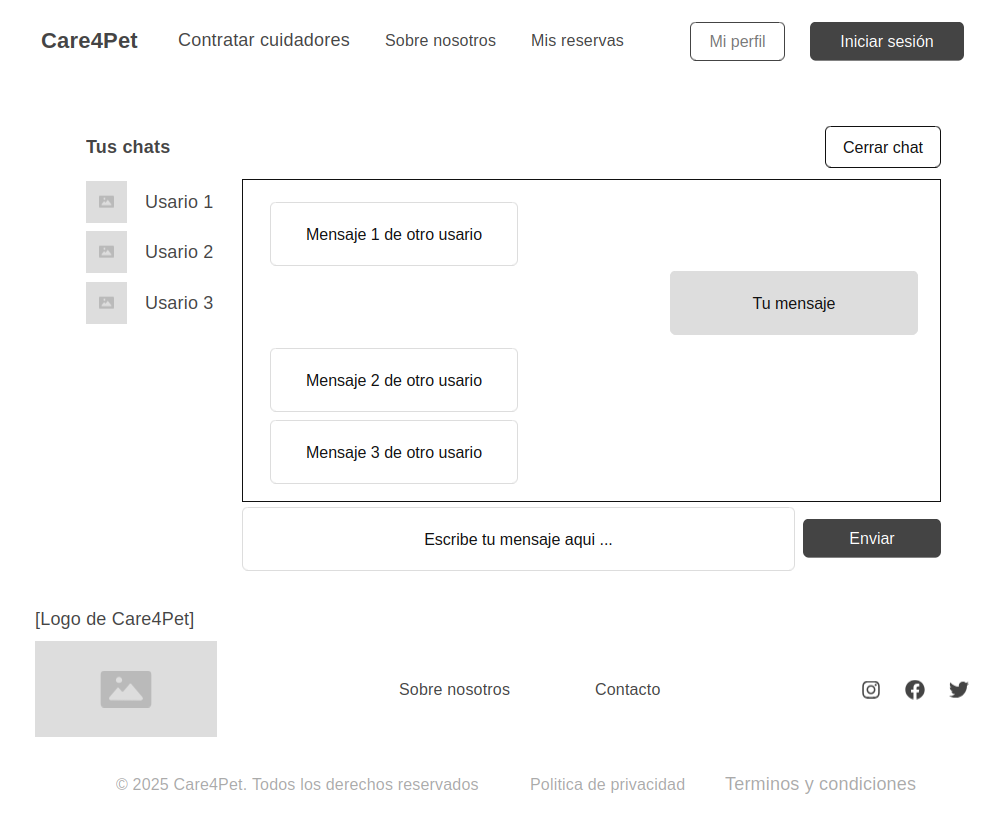 Care4Pet
Contratar cuidadores
Sobre nosotros
Mis reservas
Mi perfil
Iniciar sesión
Tus chats
Cerrar chat
Usario 1
Usario 2
Usario 3
Mensaje 1 de otro usario
Tu mensaje
Mensaje 2 de otro usario
Mensaje 3 de otro usario
Escribe tu mensaje aqui ...
Enviar
[Logo de Care4Pet]
Sobre nosotros
Contacto
© 2025 Care4Pet. Todos los derechos reservados
Politica de privacidad
Terminos y condiciones